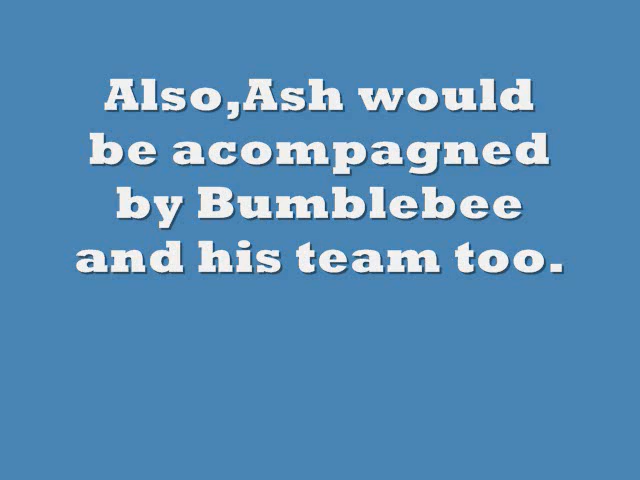 Also,Ash would
be acompagned
by Bumblebee
and his team too.